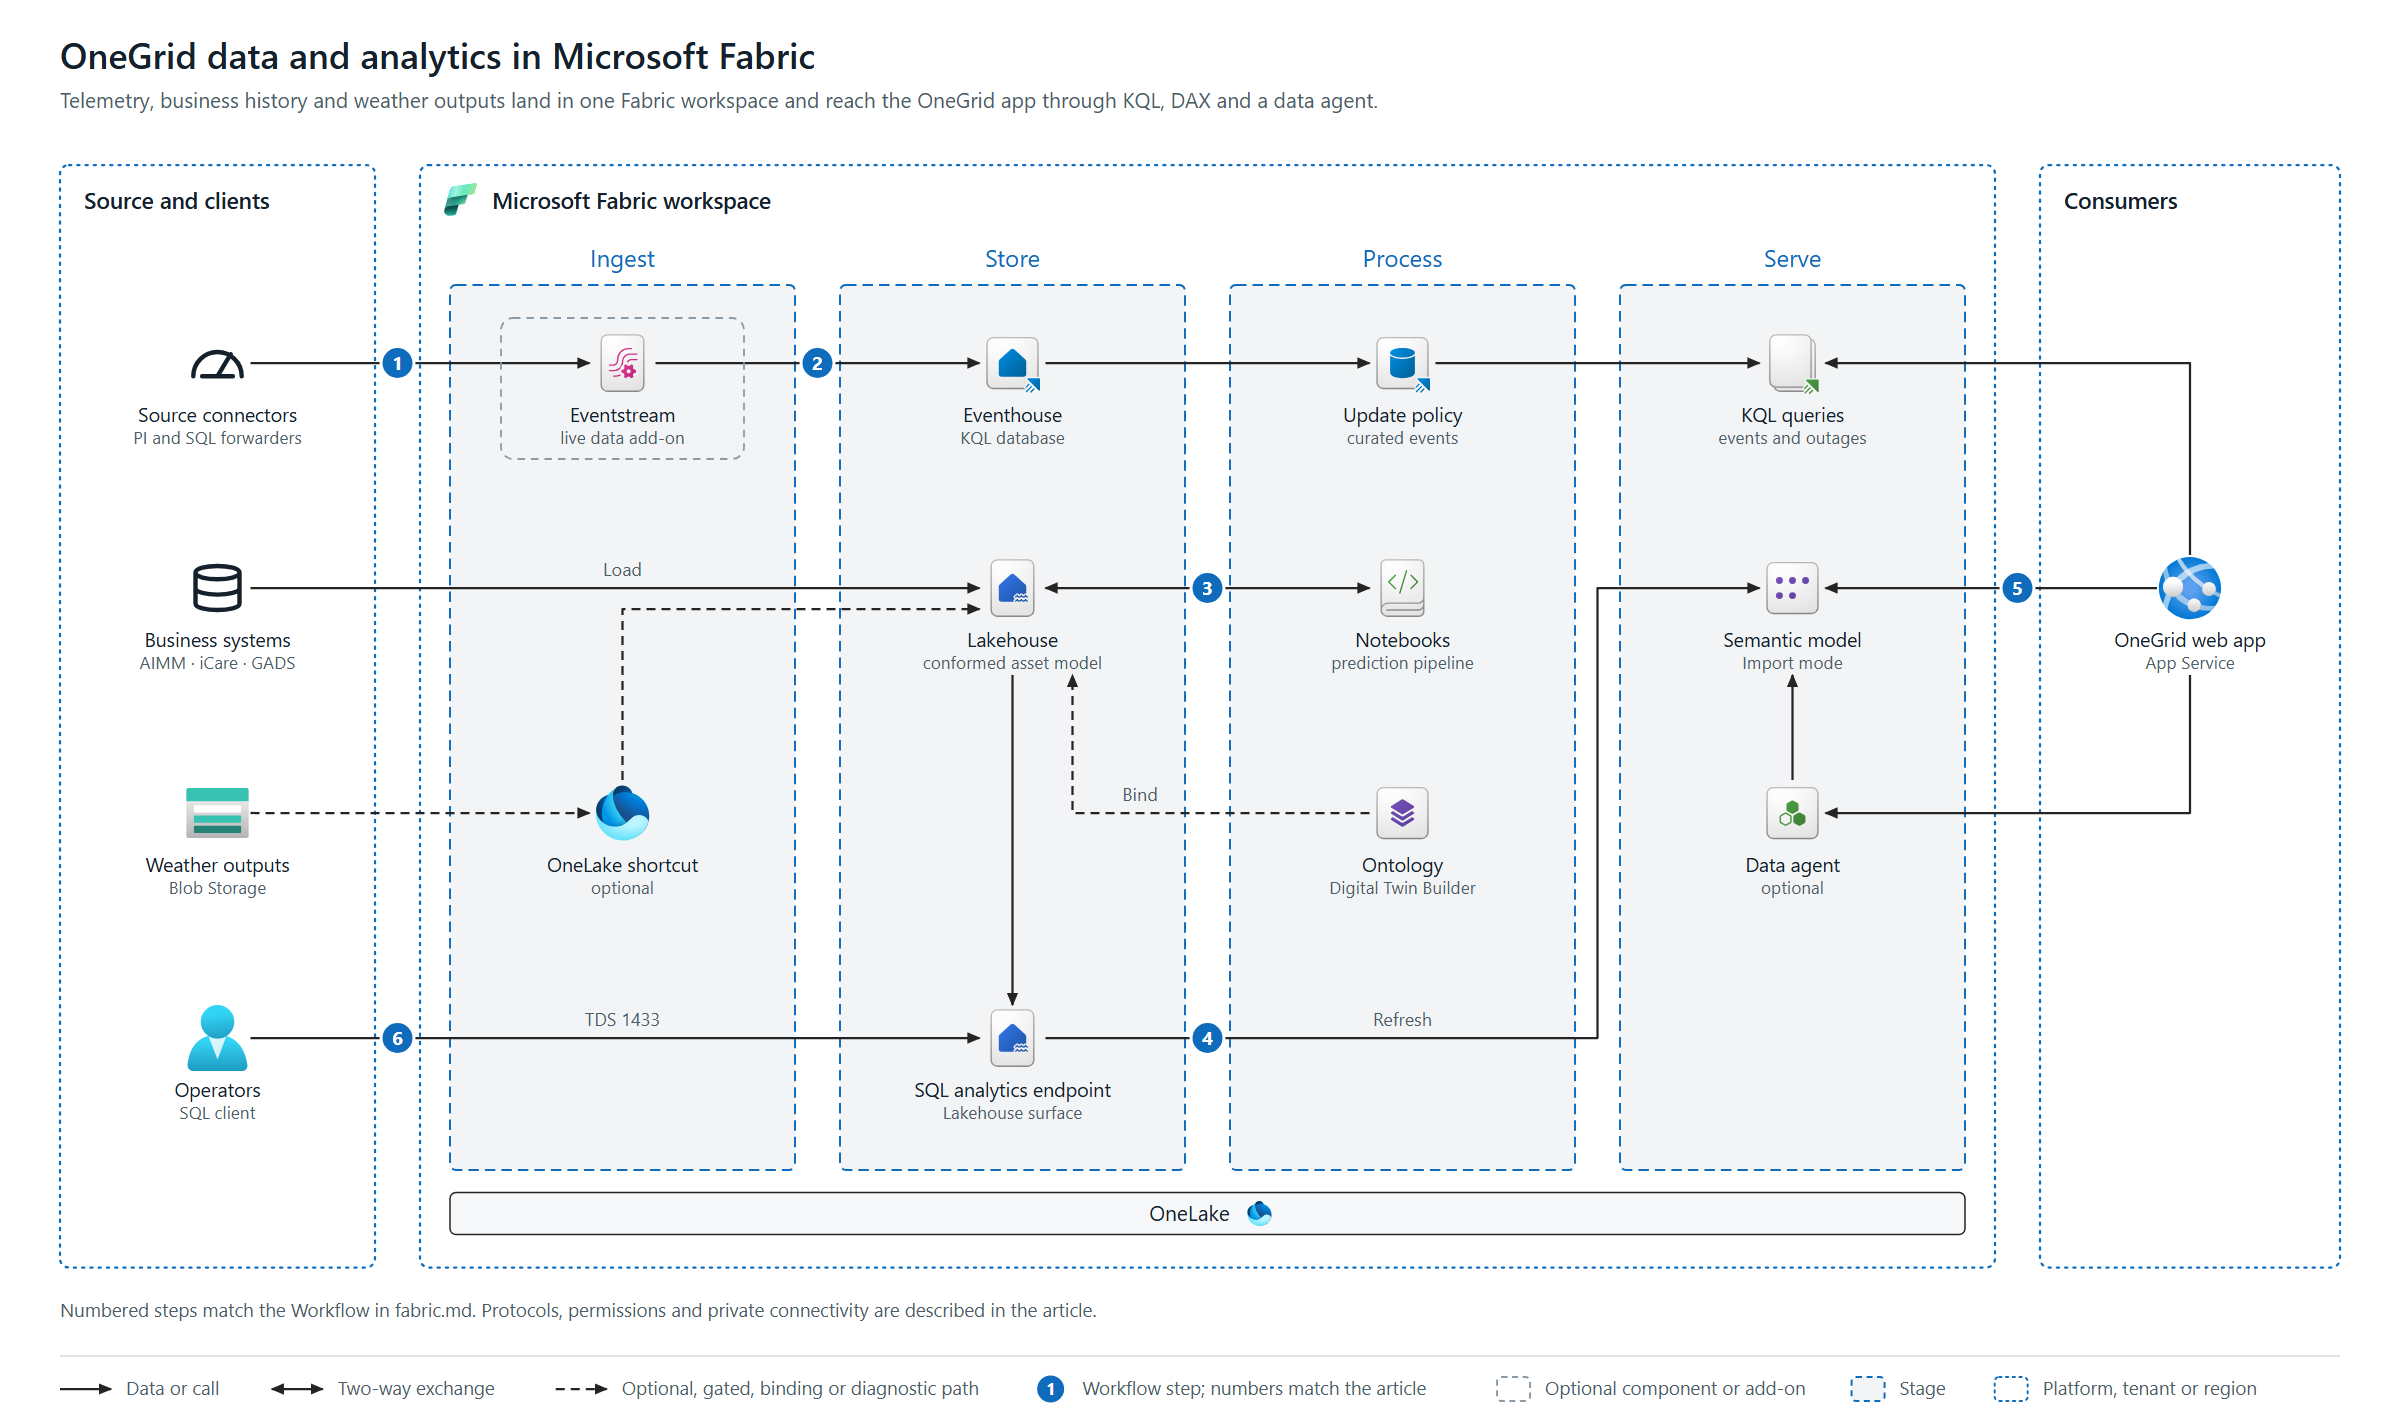 OneGrid data and analytics in Microsoft Fabric
Telemetry, business history and weather outputs land in one Fabric workspace and reach the OneGrid app through KQL, DAX and a data agent.
Source and clients
Microsoft Fabric workspace
Consumers
Ingest
Store
Process
Serve
1
2
Source connectors
PI and SQL forwarders
Eventstream
live data add-on
Eventhouse
KQL database
Update policy
curated events
KQL queries
events and outages
Load
3
5
Business systems
AIMM · iCare · GADS
Lakehouse
conformed asset model
Notebooks
prediction pipeline
Semantic model
Import mode
OneGrid web app
App Service
Bind
Weather outputs
Blob Storage
OneLake shortcut
optional
Ontology
Digital Twin Builder
Data agent
optional
6
TDS 1433
4
Refresh
Operators
SQL client
SQL analytics endpoint
Lakehouse surface
OneLake
Numbered steps match the Workflow in fabric.md. Protocols, permissions and private connectivity are described in the article.
Data or call
Two-way exchange
Optional, gated, binding or diagnostic path
1
Workflow step; numbers match the article
Optional component or add-on
Stage
Platform, tenant or region